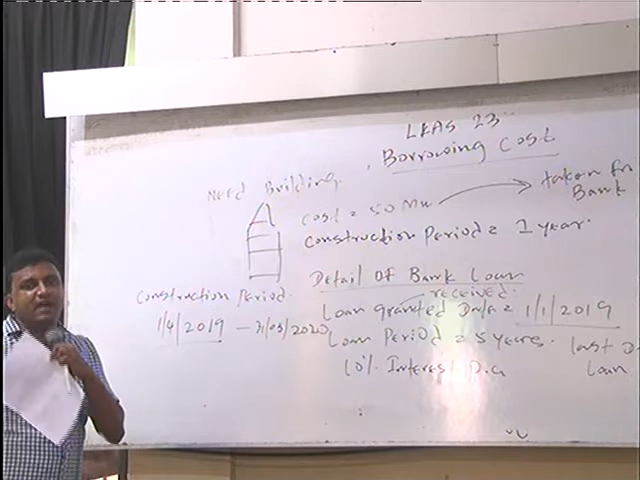 LKAS 23
Borrowing Cost
Need Building
Cost = 50 Mn
taken fm
Bank
Construction Period = 1 year.
Detail OF Bank Loan
Construction Period.
received.
Loan granted Date = 1/1/2019
1/4/2019 — 31/03/2020
Loan Period = 5 years.
last D
10% Interest P.a
Loan